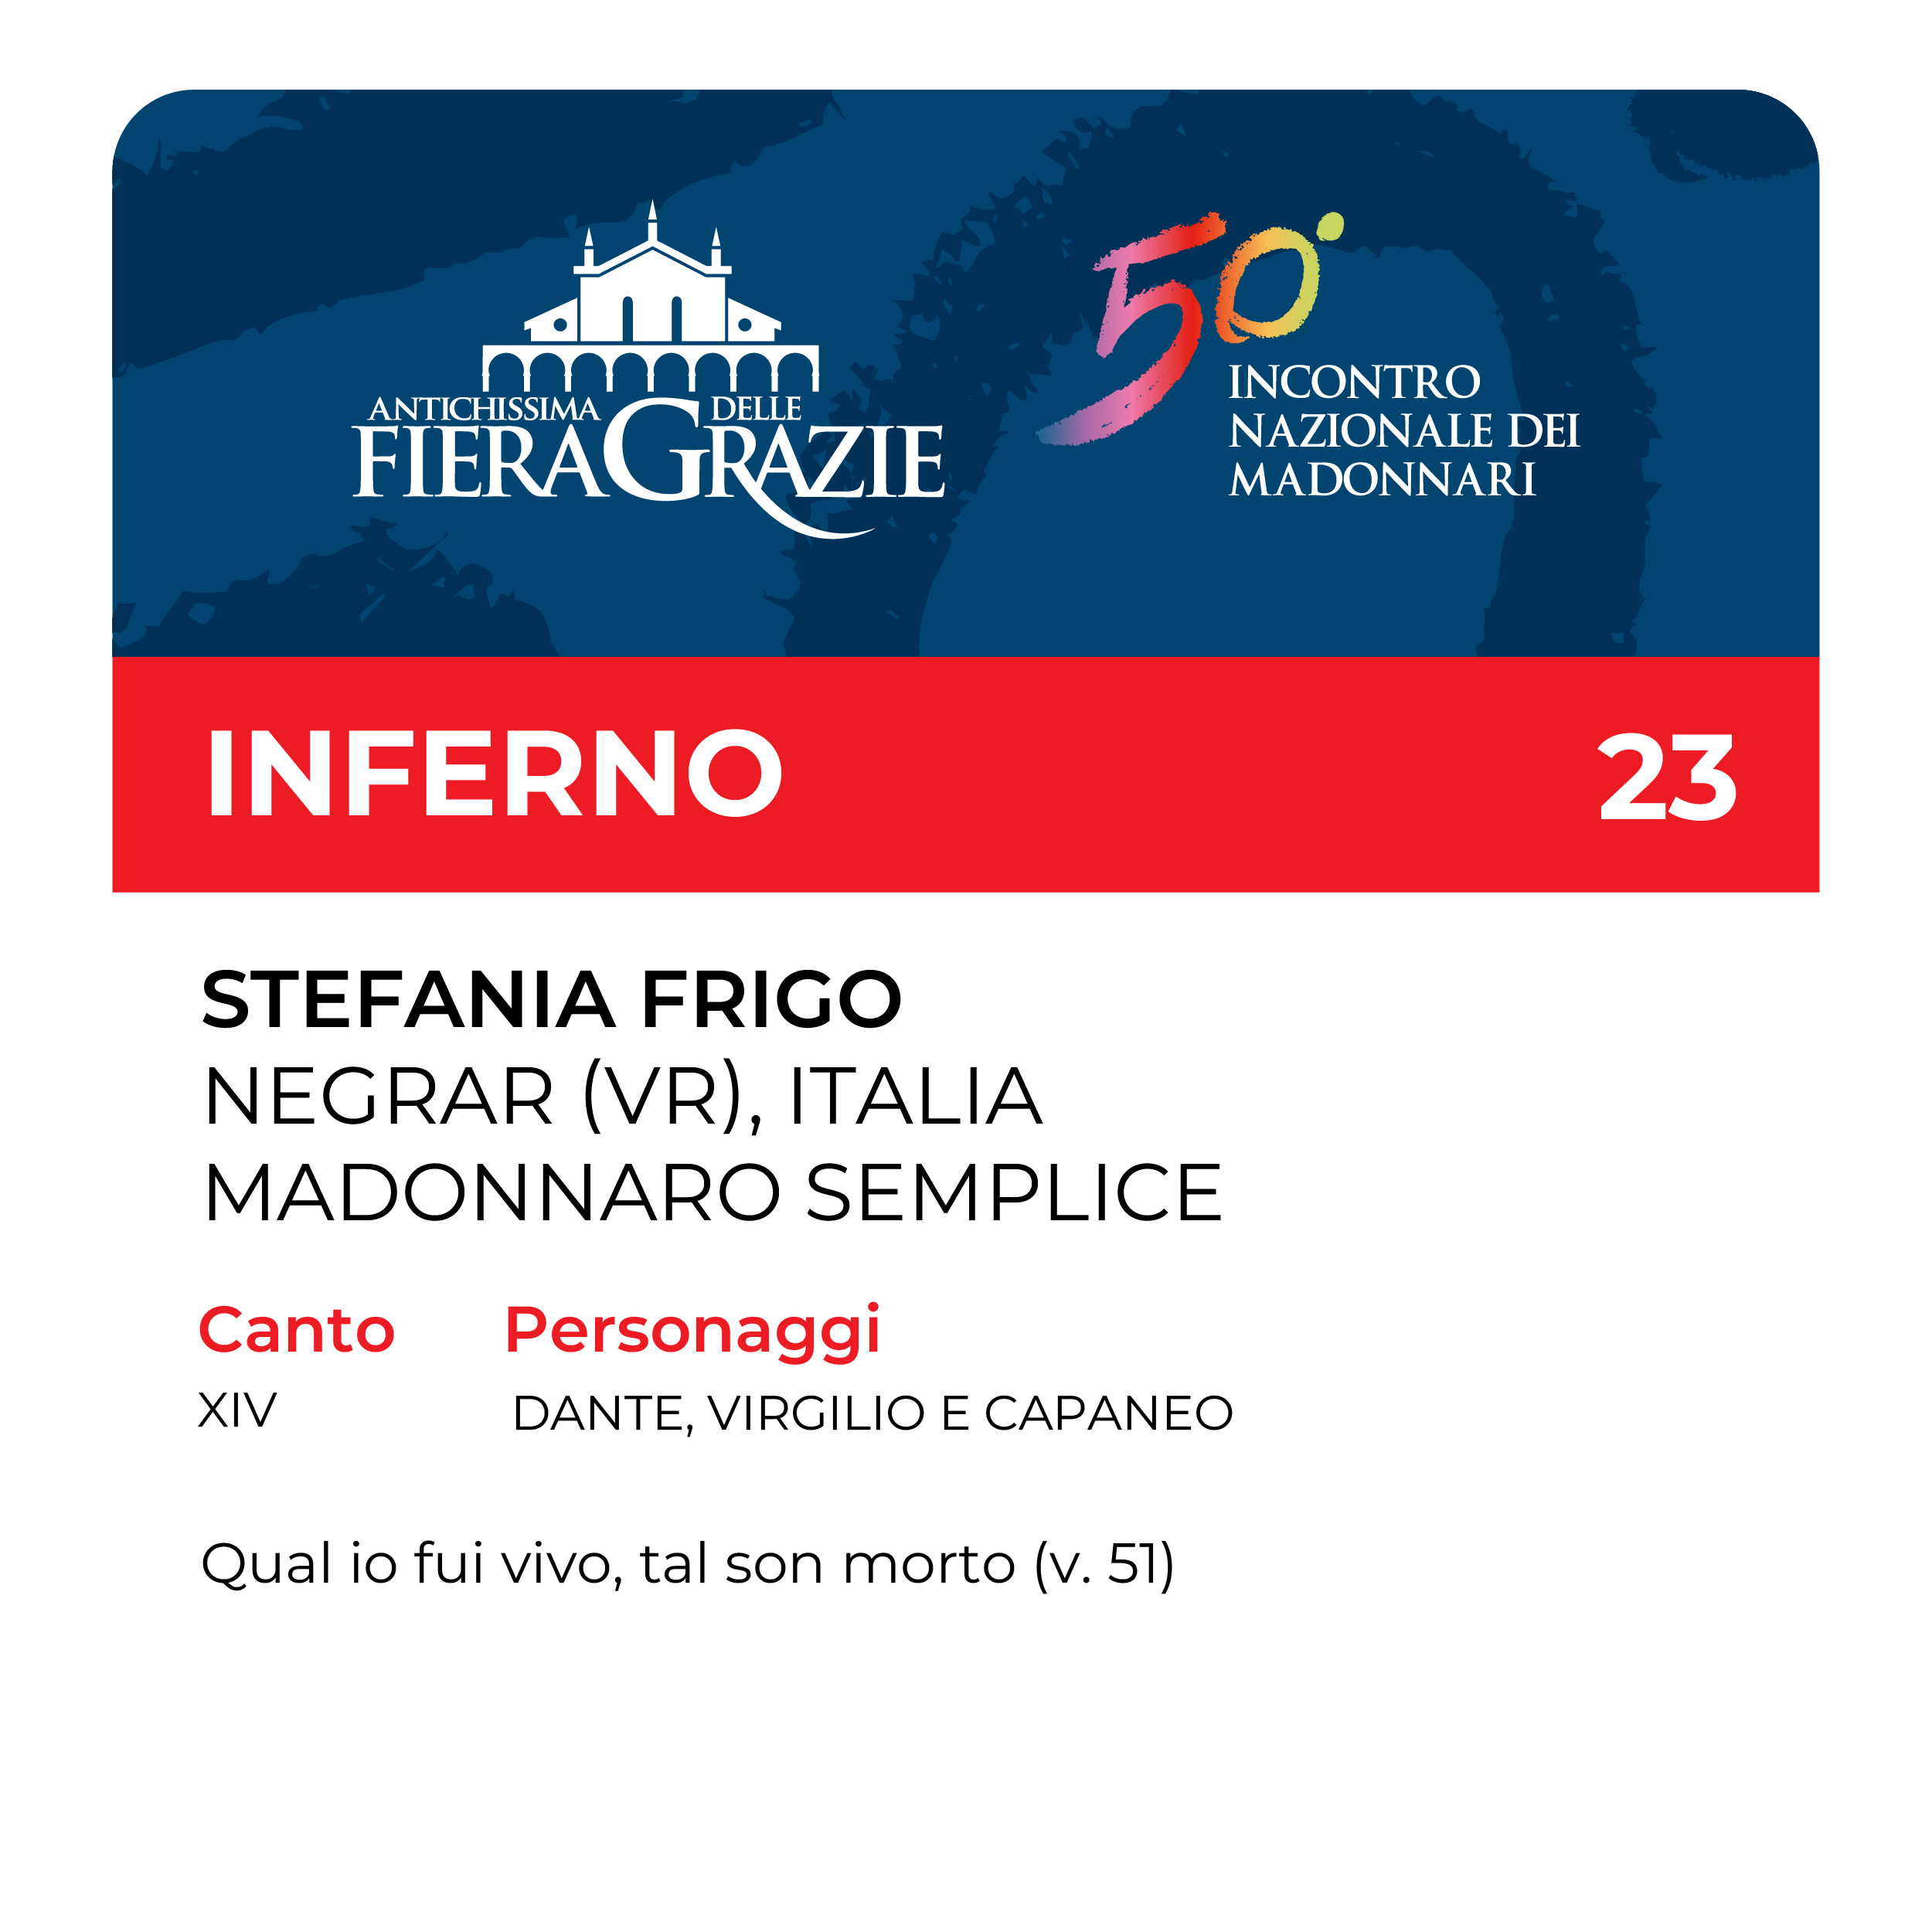 ANTICHISSIMA DELLE
FIERA GRAZIE
50°
INCONTRO
NAZIONALE DEI
MADONNARI
INFERNO 23
STEFANIA FRIGO
NEGRAR (VR), ITALIA
MADONNARO SEMPLICE
Canto Personaggi
XIV DANTE, VIRGILIO E CAPANEO
Qual io fui vivo, tal son morto (v. 51)